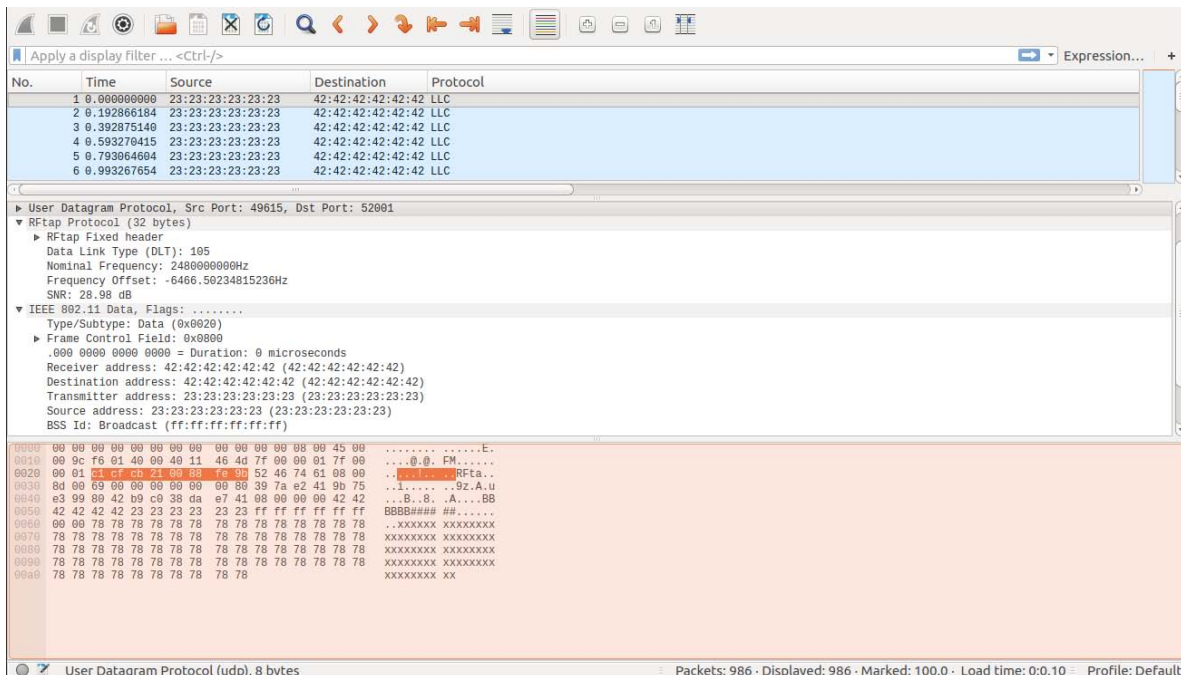 Apply a display filter ... <Ctrl-/> Expression... +
No. Time Source Destination Protocol
1 0.000000000 23:23:23:23:23:23 42:42:42:42:42:42 LLC
2 0.192866184 23:23:23:23:23:23 42:42:42:42:42:42 LLC
3 0.392875140 23:23:23:23:23:23 42:42:42:42:42:42 LLC
4 0.593270415 23:23:23:23:23:23 42:42:42:42:42:42 LLC
5 0.793064604 23:23:23:23:23:23 42:42:42:42:42:42 LLC
6 0.993267654 23:23:23:23:23:23 42:42:42:42:42:42 LLC
User Datagram Protocol, Src Port: 49615, Dst Port: 52001
RFtap Protocol (32 bytes)
RFtap Fixed header
Data Link Type (DLT): 105
Nominal Frequency: 2480000000Hz
Frequency Offset: -6466.50234815236Hz
SNR: 28.98 dB
IEEE 802.11 Data, Flags: ........
Type/Subtype: Data (0x0020)
Frame Control Field: 0x0800
.000 0000 0000 0000 = Duration: 0 microseconds
Receiver address: 42:42:42:42:42:42 (42:42:42:42:42:42)
Destination address: 42:42:42:42:42:42 (42:42:42:42:42:42)
Transmitter address: 23:23:23:23:23:23 (23:23:23:23:23:23)
Source address: 23:23:23:23:23:23 (23:23:23:23:23:23)
BSS Id: Broadcast (ff:ff:ff:ff:ff:ff)
0000 00 00 00 00 00 00 00 00 00 00 00 00 08 00 45 00 ........ ......E.
0010 00 9c f6 01 40 00 40 11 46 4d 7f 00 00 01 7f 00 ....@.@. FM......
0020 00 01 c1 cf cb 21 00 88 fe 9b 52 46 74 61 08 00 .....!.. ..RFta..
0030 8d 00 69 00 00 00 00 00 00 80 39 7a e2 41 9b 75 ..i..... ..9z.A.u
0040 e3 99 80 42 b9 c0 38 da e7 41 08 00 00 00 42 42 ...B..8. .A....BB
0050 42 42 42 42 23 23 23 23 23 23 ff ff ff ff ff ff BBBB#### ##......
0060 00 00 78 78 78 78 78 78 78 78 78 78 78 78 78 78 ..xxxxxx xxxxxxxx
0070 78 78 78 78 78 78 78 78 78 78 78 78 78 78 78 78 xxxxxxxx xxxxxxxx
0080 78 78 78 78 78 78 78 78 78 78 78 78 78 78 78 78 xxxxxxxx xxxxxxxx
0090 78 78 78 78 78 78 78 78 78 78 78 78 78 78 78 78 xxxxxxxx xxxxxxxx
00a0 78 78 78 78 78 78 78 78 78 78 xxxxxxxx xx
User Datagram Protocol (udp), 8 bytes Packets: 986 · Displayed: 986 · Marked: 100.0 · Load time: 0:0.10 Profile: Default